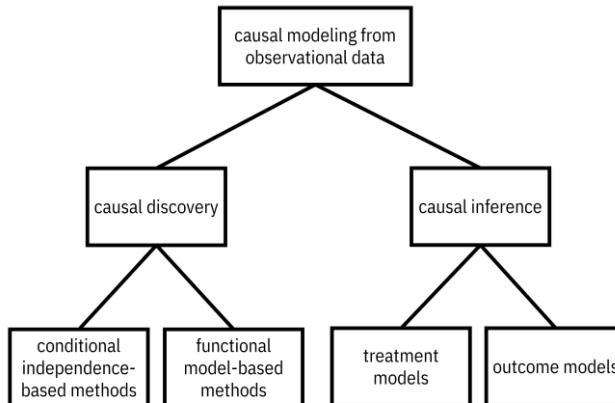 causal modeling from
observational data
causal discovery
causal inference
conditional
independence-
based methods
functional
model-based
methods
treatment
models
outcome models